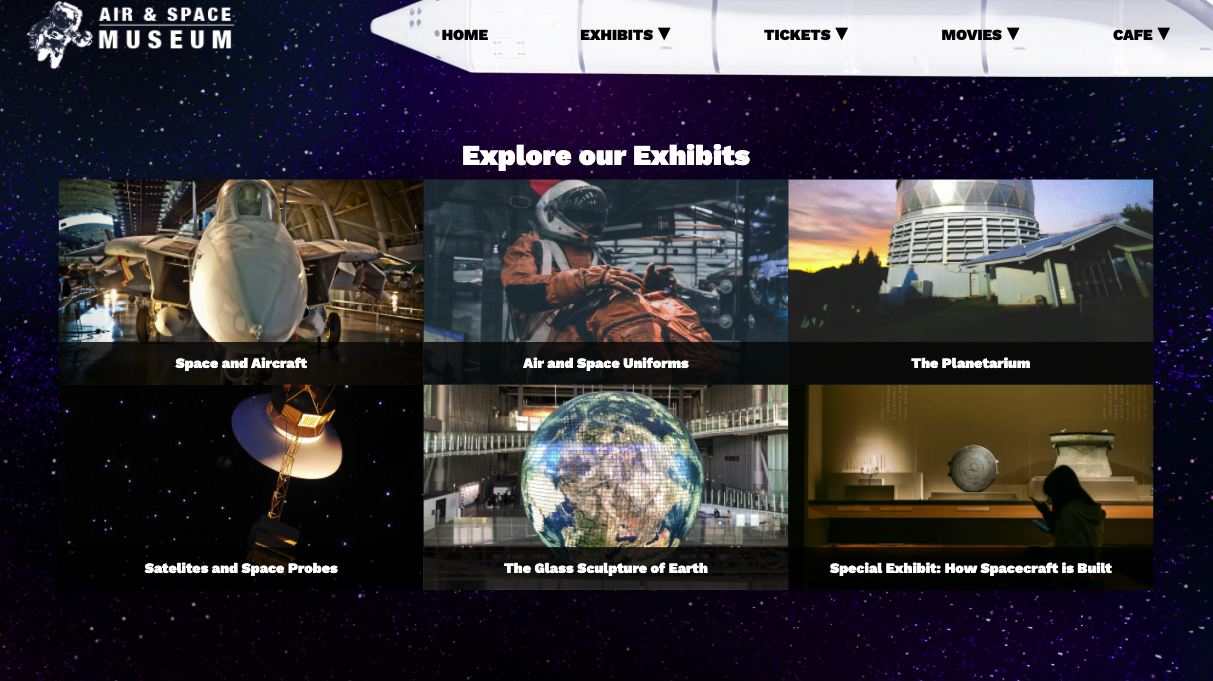 AIR & SPACE
MUSEUM
HOME
EXHIBITS ▼
TICKETS ▼
MOVIES ▼
CAFE ▼
Explore our Exhibits
Space and Aircraft
Air and Space Uniforms
The Planetarium
Satelites and Space Probes
The Glass Sculpture of Earth
Special Exhibit: How Spacecraft is Built